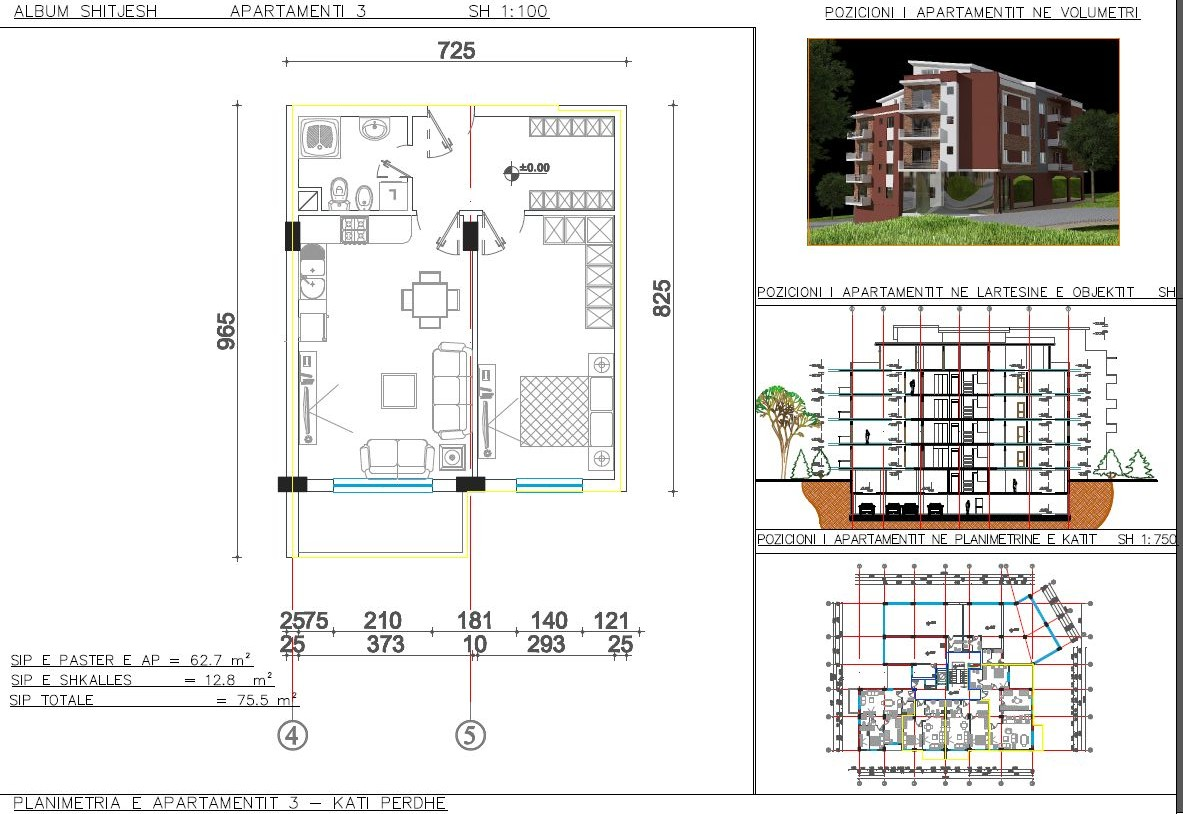 ALBUM SHITJESH APARTAMENTI 3 SH 1:100
725
±0.00
965
825
2575 210 181 140 121
25 373 10 293 25
SIP E PASTER E AP = 62.7 m²
SIP E SHKALLES = 12.8 m²
SIP TOTALE = 75.5 m²
4 5
PLANIMETRIA E APARTAMENTIT 3 – KATI PERDHE
POZICIONI I APARTAMENTIT NE VOLUMETRI
POZICIONI I APARTAMENTIT NE LARTESINE E OBJEKTIT SH
POZICIONI I APARTAMENTIT NE PLANIMETRINE E KATIT SH 1:750